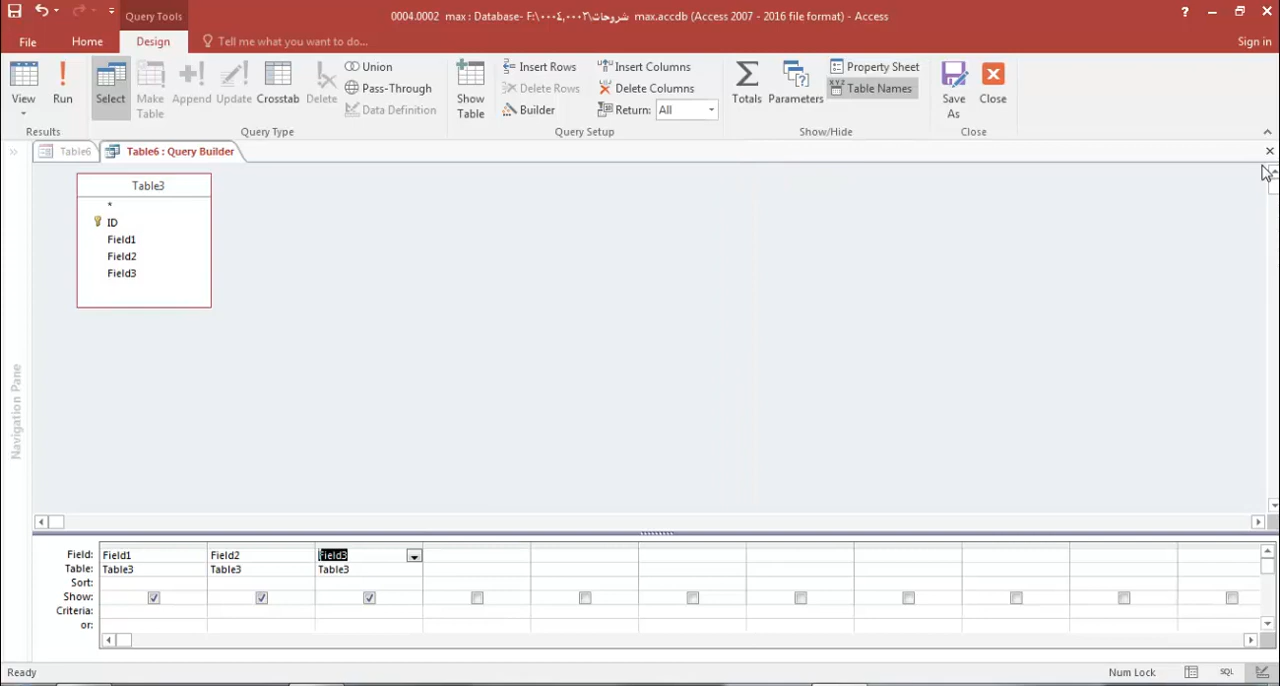 Query Tools
0004.0002 max : Database- F:\شروحات\٠٠٠٤,٠٠٠٢ max.accdb (Access 2007 - 2016 file format) - Access
?
File Home Design Tell me what you want to do... Sign in
View Run Select Make Table Append Update Crosstab Delete
Union
Pass-Through
Data Definition
Show Table
Insert Rows
Delete Rows
Builder
Insert Columns
Delete Columns
Return: All
Totals Parameters
Property Sheet
XYZ Table Names
Save As Close
Results Query Type Query Setup Show/Hide Close
Table6 Table6 : Query Builder
Navigation Pane
Table3
*
ID
Field1
Field2
Field3
Field: Field1 Field2 Field3
Table: Table3 Table3 Table3
Sort:
Show:
Criteria:
or:
Ready Num Lock SQL